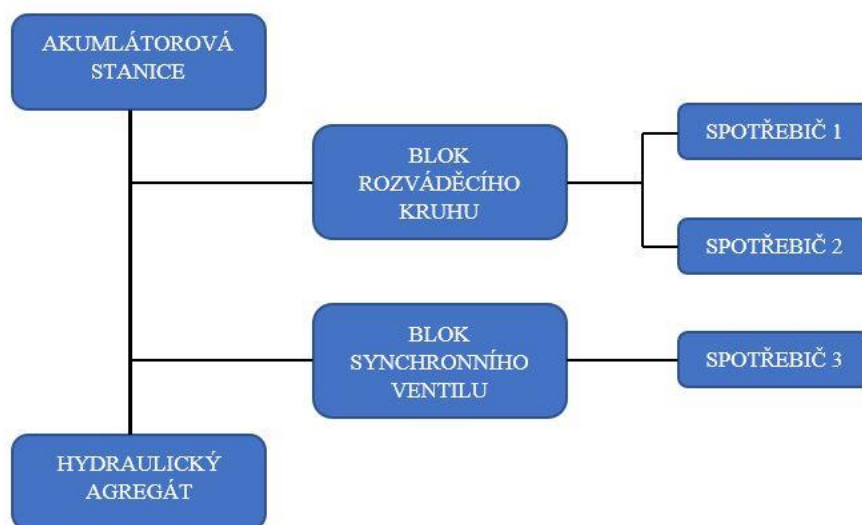 AKUMLÁTOROVÁ
STANICE
BLOK
ROZVÁDĚCÍHO
KRUHU
SPOTŘEBIČ 1
SPOTŘEBIČ 2
BLOK
SYNCHRONNÍHO
VENTILU
SPOTŘEBIČ 3
HYDRAULICKÝ
AGREGÁT